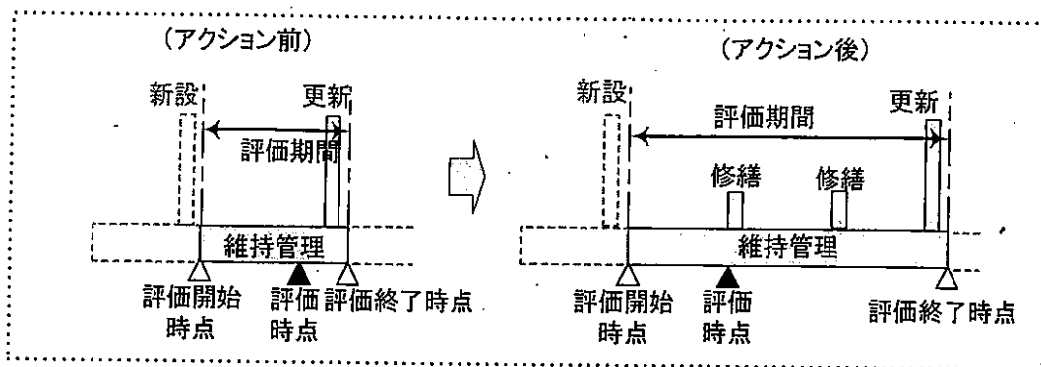 (アクション前)
新設
更新
評価期間
維持管理
評価開始
時点
評価
時点
評価終了時点
(アクション後)
新設
更新
評価期間
修繕
修繕
維持管理
評価開始
時点
評価
時点
評価終了時点